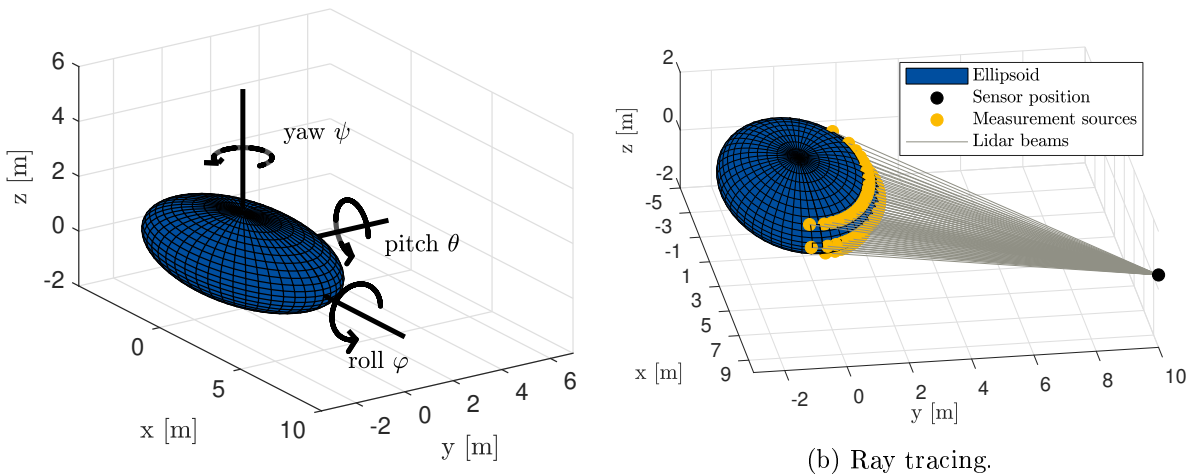 6
4
2
0
-2
z [m]
yaw ψ
pitch θ
roll φ
0
5
10
x [m]
-2
0
2
4
6
y [m]
2
0
-2
z [m]
Ellipsoid
Sensor position
Measurement sources
Lidar beams
-5
-3
-1
1
3
5
7
9
x [m]
-2
0
2
4
6
8
10
y [m]
(b) Ray tracing.